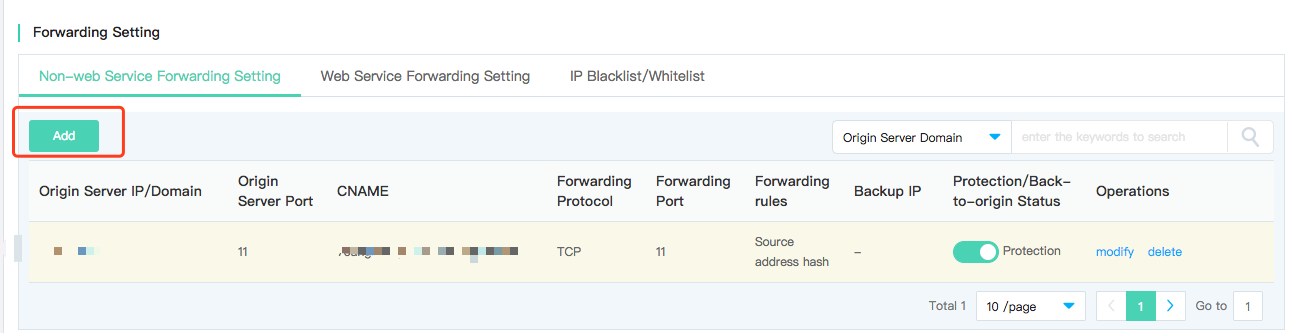 Forwarding Setting
Non-web Service Forwarding Setting Web Service Forwarding Setting IP Blacklist/Whitelist
Add
Origin Server Domain enter the keywords to search
Origin Server IP/Domain Origin Server Port CNAME Forwarding Protocol Forwarding Port Forwarding rules Backup IP Protection/Back-to-origin Status Operations
11 TCP 11 Source address hash - Protection modify delete
Total 1 10 /page 1 Go to 1